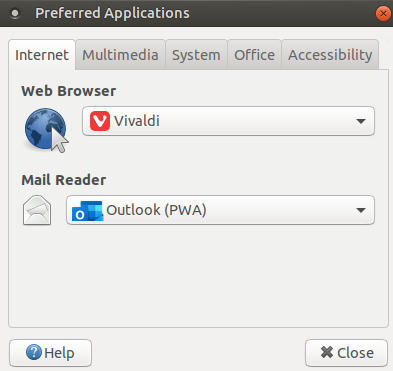 Preferred Applications
Internet Multimedia System Office Accessibility
Web Browser
Vivaldi
Mail Reader
Outlook (PWA)
Help Close